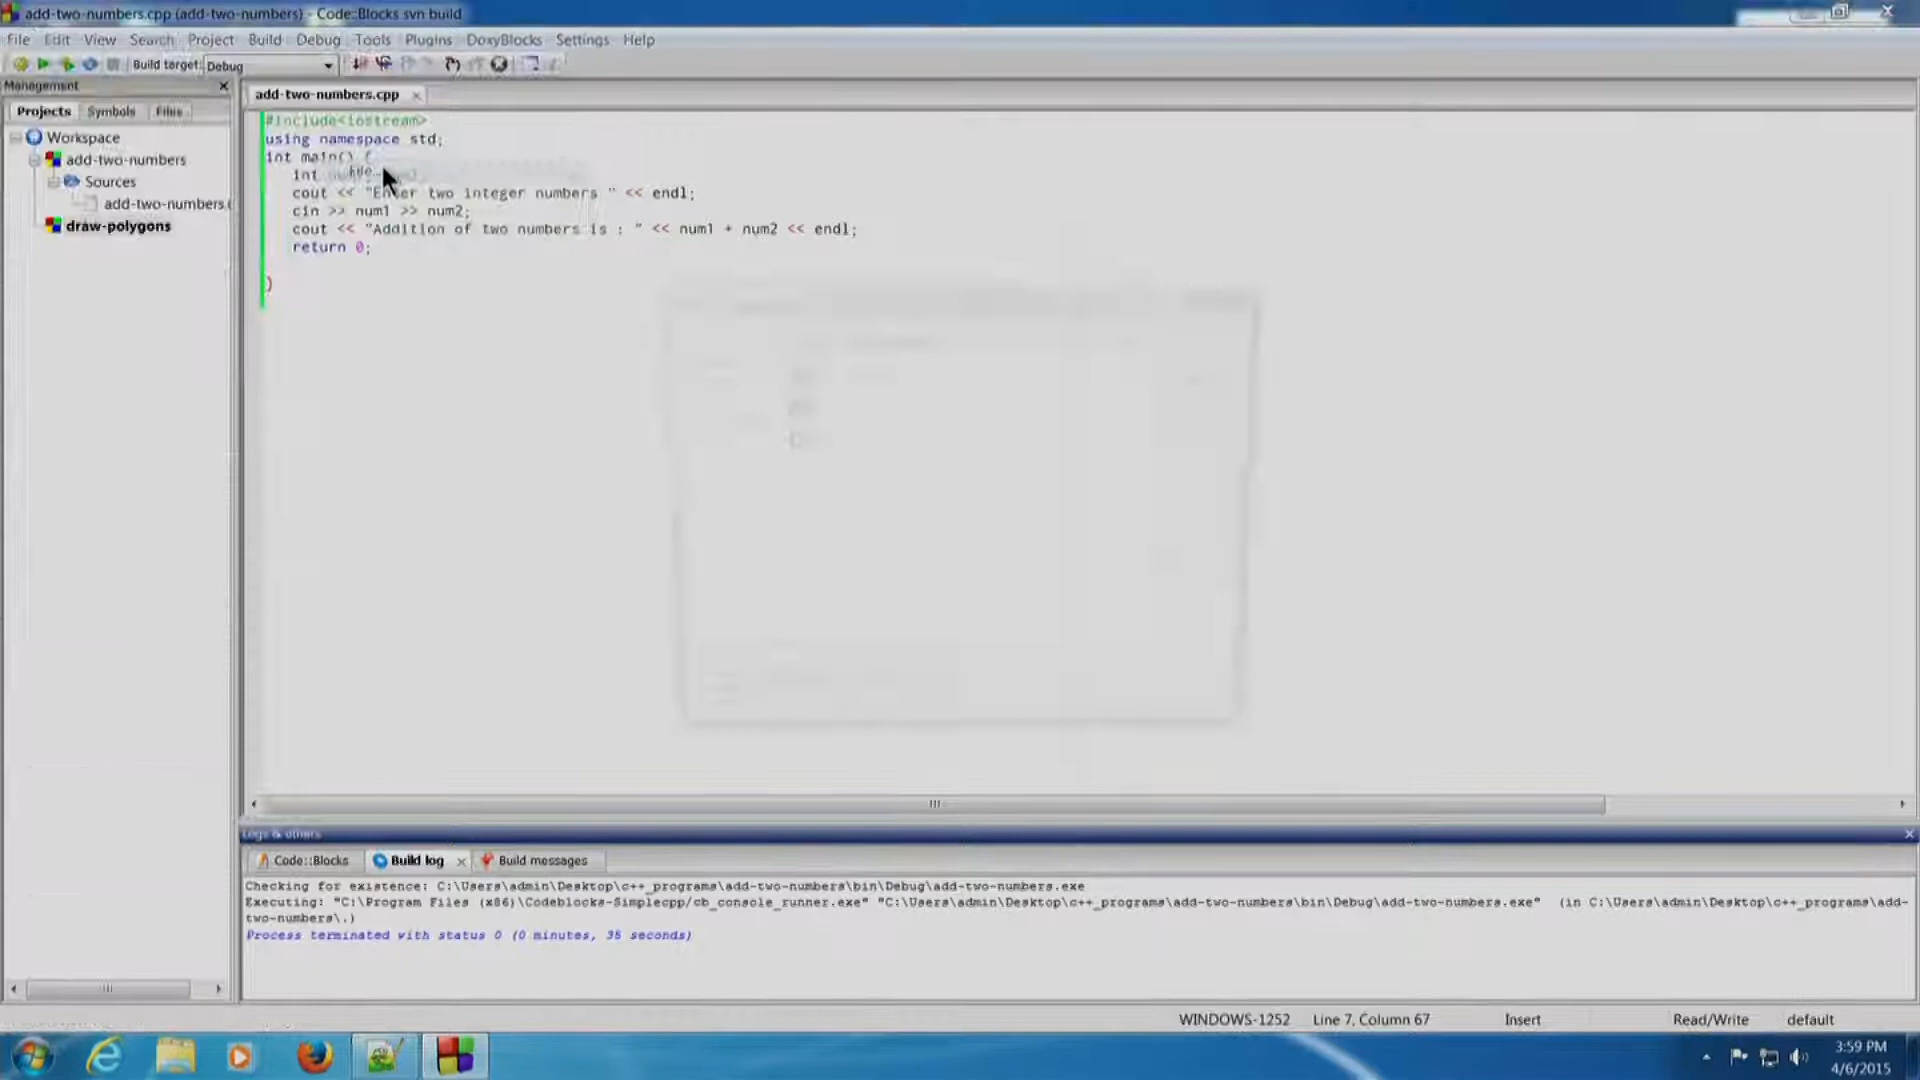 add-two-numbers.cpp (add-two-numbers) - Code::Blocks svn build
File Edit View Search Project Build Debug Tools Plugins DoxyBlocks Settings Help
Build target: Debug
Management
Projects Symbols Files
Workspace
add-two-numbers
Sources
add-two-numbers.
draw-polygons
add-two-numbers.cpp
#include<iostream>
using namespace std;
int main() {
int
cout << "Enter two integer numbers " << endl;
cin >> num1 >> num2;
cout << "Addition of two numbers is : " << num1 + num2 << endl;
return 0;
}
Logs & others
Code::Blocks Build log Build messages
Checking for existence: C:\Users\admin\Desktop\c++_programs\add-two-numbers\bin\Debug\add-two-numbers.exe
Executing: "C:\Program Files (x86)\Codeblocks-Simplecpp/cb_console_runner.exe" "C:\Users\admin\Desktop\c++_programs\add-two-numbers\bin\Debug\add-two-numbers.exe" (in C:\Users\admin\Desktop\c++_programs\add-
two-numbers\.)
Process terminated with status 0 (0 minutes, 35 seconds)
WINDOWS-1252 Line 7, Column 67 Insert Read/Write default
3:59 PM
4/6/2015